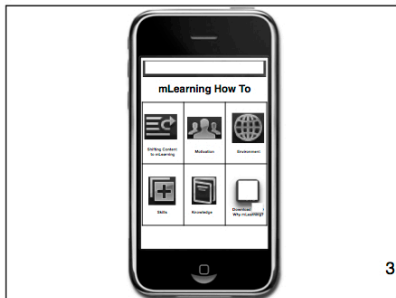 mLearning How To
Shifting Content
to mLearning
Motivation
Environment
Skills
Knowledge
Download
Why mLearning?
3